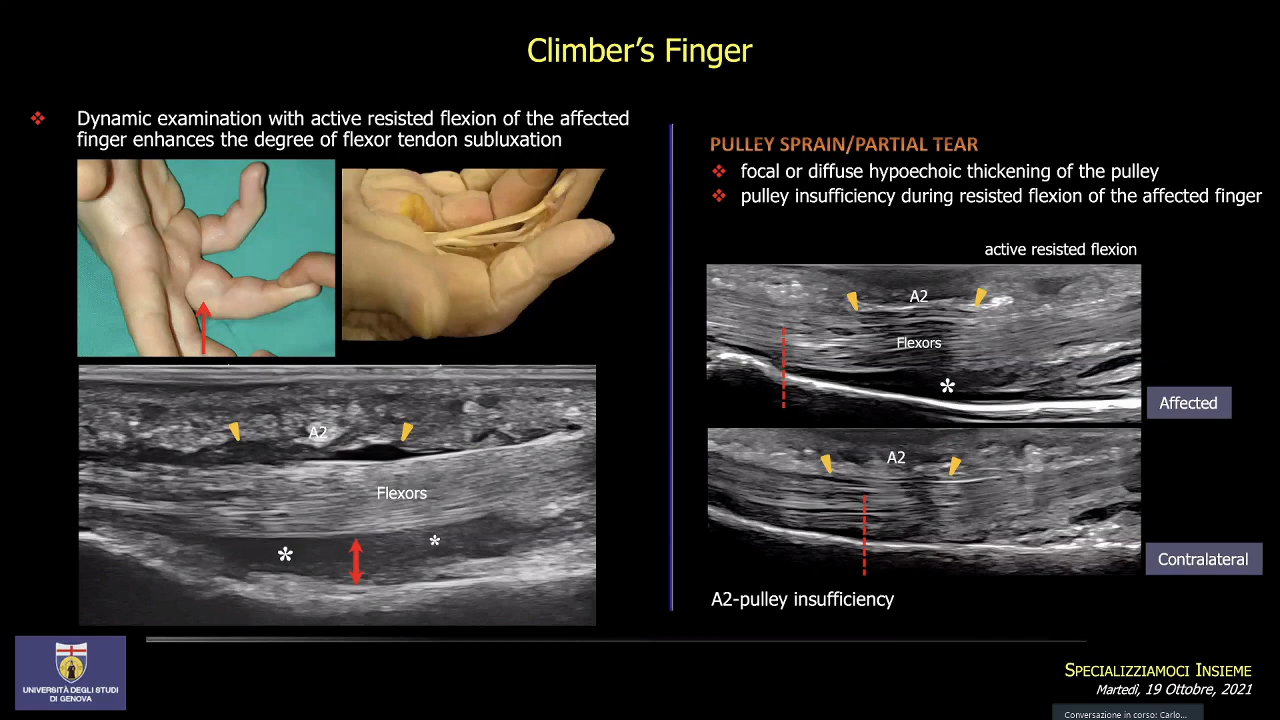 Climber's Finger
Dynamic examination with active resisted flexion of the affected
finger enhances the degree of flexor tendon subluxation
A2
Flexors
*
*
PULLEY SPRAIN/PARTIAL TEAR
focal or diffuse hypoechoic thickening of the pulley
pulley insufficiency during resisted flexion of the affected finger
active resisted flexion
A2
Flexors
*
Affected
A2
Contralateral
A2-pulley insufficiency
UNIVERSITÀ DEGLI STUDI
DI GENOVA
SPECIALIZZIAMOCI INSIEME
Martedì, 19 Ottobre, 2021
Conversazione in corso: Carlo...